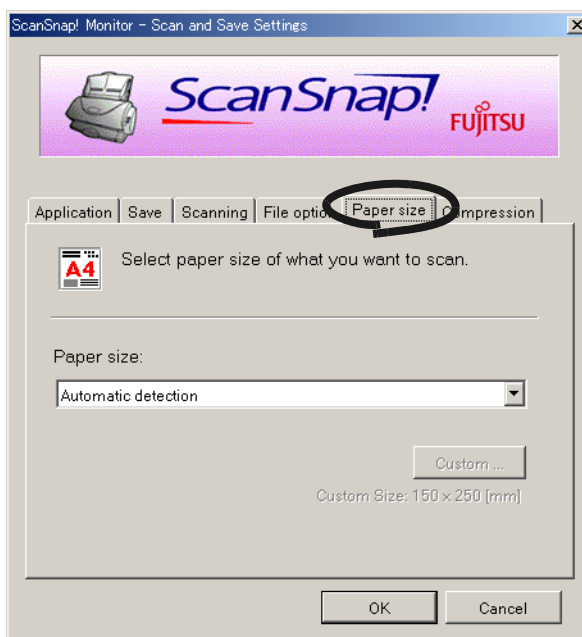 ScanSnap! Monitor - Scan and Save Settings
ScanSnap!
FUJITSU
Application Save Scanning File option Paper size Compression
A4
Select paper size of what you want to scan.
Paper size:
Automatic detection
Custom ...
Custom Size: 150 × 250 [mm]
OK Cancel